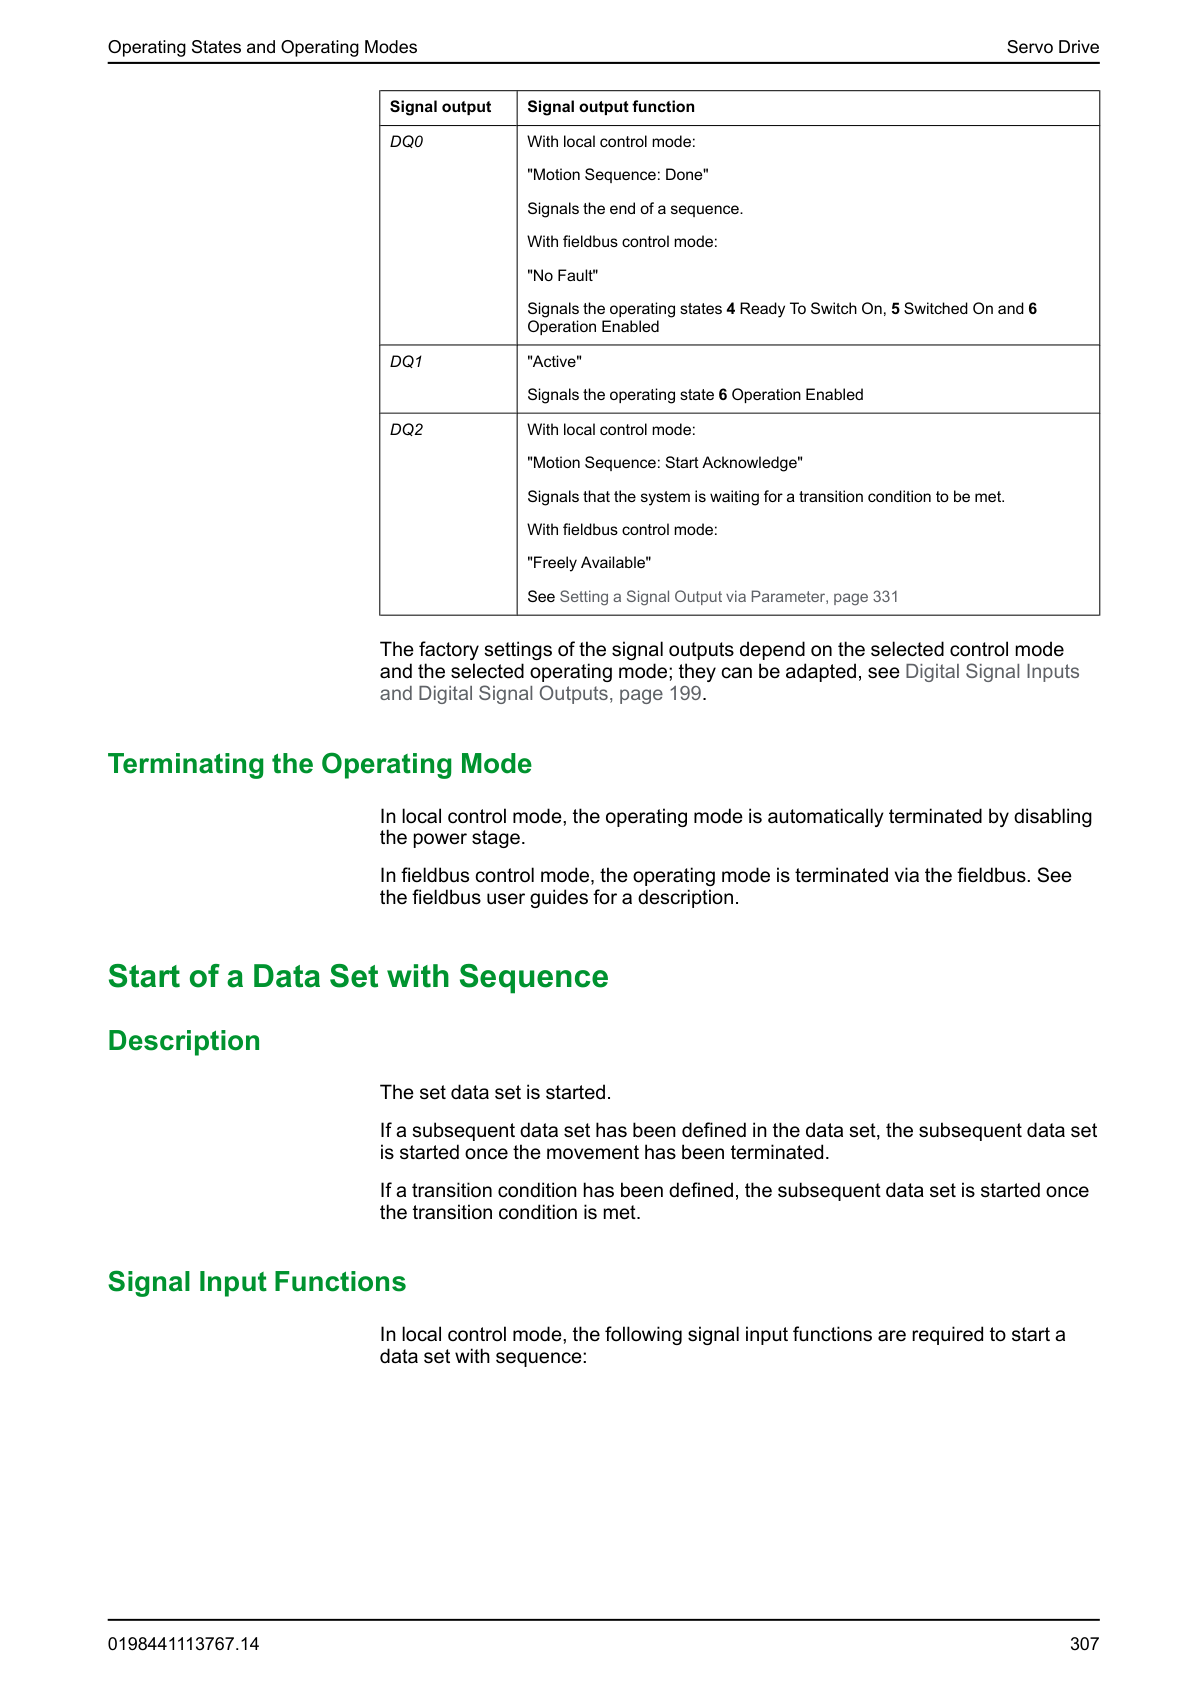 Operating States and Operating Modes
Servo Drive
Signal output
Signal output function
DQ0
With local control mode:
"Motion Sequence: Done"
Signals the end of a sequence.
With fieldbus control mode:
"No Fault"
Signals the operating states 4 Ready To Switch On, 5 Switched On and 6
Operation Enabled
DQ1
"Active"
Signals the operating state 6 Operation Enabled
DQ2
With local control mode:
"Motion Sequence: Start Acknowledge"
Signals that the system is waiting for a transition condition to be met.
With fieldbus control mode:
"Freely Available"
See Setting a Signal Output via Parameter, page 331
The factory settings of the signal outputs depend on the selected control mode
and the selected operating mode; they can be adapted, see Digital Signal Inputs
and Digital Signal Outputs, page 199.
Terminating the Operating Mode
In local control mode, the operating mode is automatically terminated by disabling
the power stage.
In fieldbus control mode, the operating mode is terminated via the fieldbus. See
the fieldbus user guides for a description.
Start of a Data Set with Sequence
Description
The set data set is started.
If a subsequent data set has been defined in the data set, the subsequent data set
is started once the movement has been terminated.
If a transition condition has been defined, the subsequent data set is started once
the transition condition is met.
Signal Input Functions
In local control mode, the following signal input functions are required to start a
data set with sequence:
0198441113767.14
307